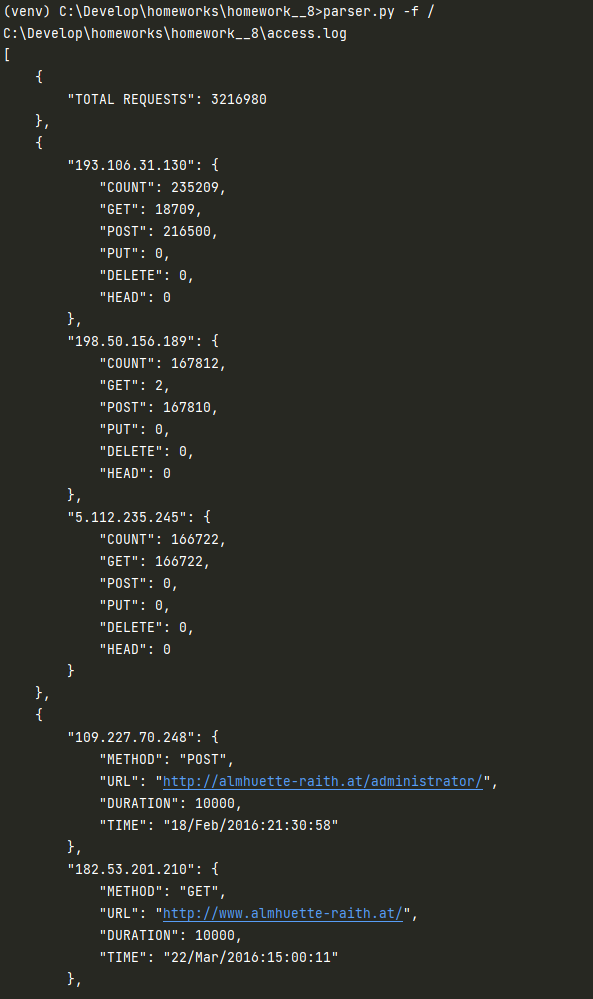 (venv) C:\Develop\homeworks\homework__8>parser.py -f /
C:\Develop\homeworks\homework__8\access.log
[
    {
        "TOTAL REQUESTS": 3216980
    },
    {
        "193.106.31.130": {
            "COUNT": 235209,
            "GET": 18709,
            "POST": 216500,
            "PUT": 0,
            "DELETE": 0,
            "HEAD": 0
        },
        "198.50.156.189": {
            "COUNT": 167812,
            "GET": 2,
            "POST": 167810,
            "PUT": 0,
            "DELETE": 0,
            "HEAD": 0
        },
        "5.112.235.245": {
            "COUNT": 166722,
            "GET": 166722,
            "POST": 0,
            "PUT": 0,
            "DELETE": 0,
            "HEAD": 0
        }
    },
    {
        "109.227.70.248": {
            "METHOD": "POST",
            "URL": "http://almhuette-raith.at/administrator/",
            "DURATION": 10000,
            "TIME": "18/Feb/2016:21:30:58"
        },
        "182.53.201.210": {
            "METHOD": "GET",
            "URL": "http://www.almhuette-raith.at/",
            "DURATION": 10000,
            "TIME": "22/Mar/2016:15:00:11"
        },